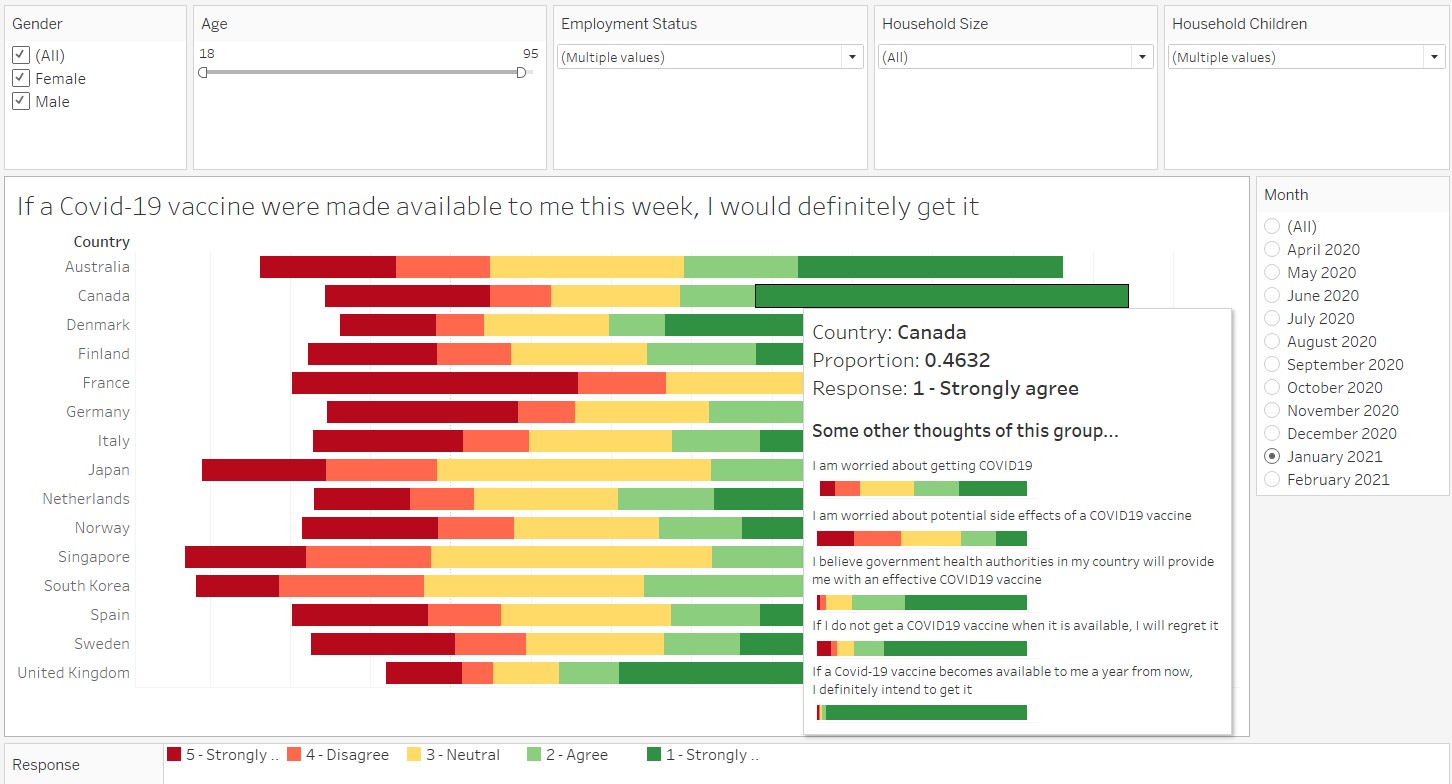 Gender
(All)
Female
Male
Age
18 95
Employment Status
(Multiple values)
Household Size
(All)
Household Children
(Multiple values)
If a Covid-19 vaccine were made available to me this week, I would definitely get it
Country
Australia
Canada
Denmark
Finland
France
Germany
Italy
Japan
Netherlands
Norway
Singapore
South Korea
Spain
Sweden
United Kingdom
Country: Canada
Proportion: 0.4632
Response: 1 - Strongly agree
Some other thoughts of this group...
I am worried about getting COVID19
I am worried about potential side effects of a COVID19 vaccine
I believe government health authorities in my country will provide
me with an effective COVID19 vaccine
If I do not get a COVID19 vaccine when it is available, I will regret it
If a Covid-19 vaccine becomes available to me a year from now,
I definitely intend to get it
Month
(All)
April 2020
May 2020
June 2020
July 2020
August 2020
September 2020
October 2020
November 2020
December 2020
January 2021
February 2021
Response
5 - Strongly ..
4 - Disagree
3 - Neutral
2 - Agree
1 - Strongly ..